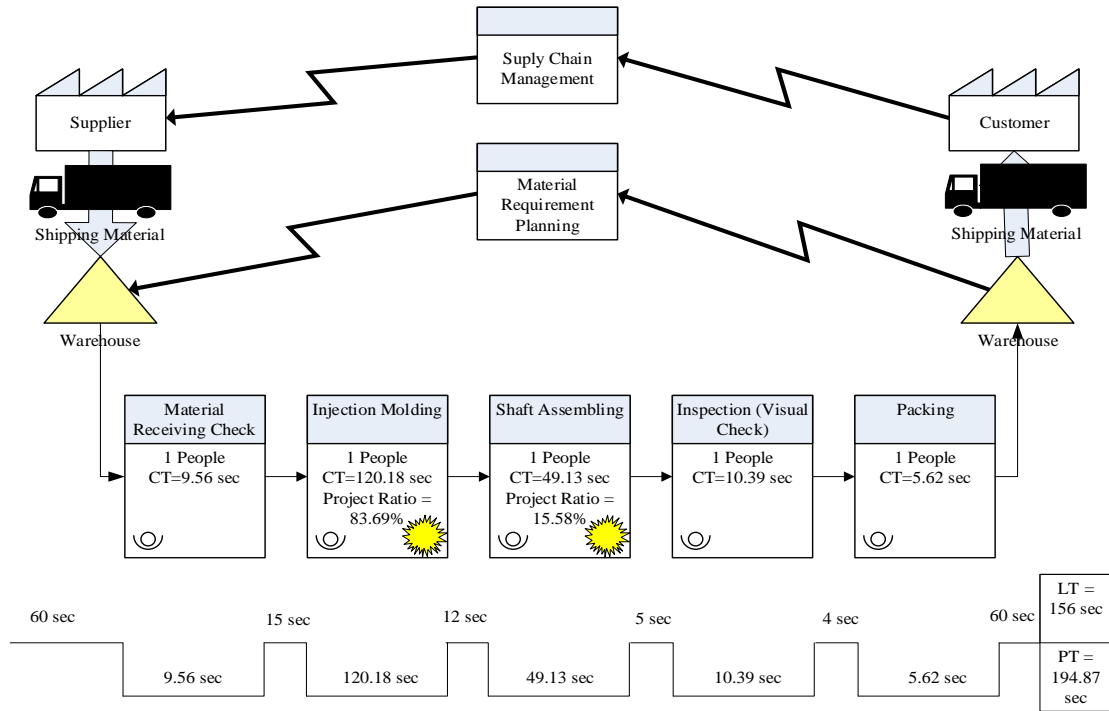 Suply Chain
Management
Supplier
Customer
Material
Requirement
Planning
Shipping Material
Shipping Material
Warehouse
Warehouse
Material
Receiving Check
1 People
CT=9.56 sec
Injection Molding
1 People
CT=120.18 sec
Project Ratio =
83.69%
Shaft Assembling
1 People
CT=49.13 sec
Project Ratio =
15.58%
Inspection (Visual
Check)
1 People
CT=10.39 sec
Packing
1 People
CT=5.62 sec
60 sec
15 sec
12 sec
5 sec
4 sec
60 sec
LT =
156 sec
9.56 sec
120.18 sec
49.13 sec
10.39 sec
5.62 sec
PT =
194.87
sec